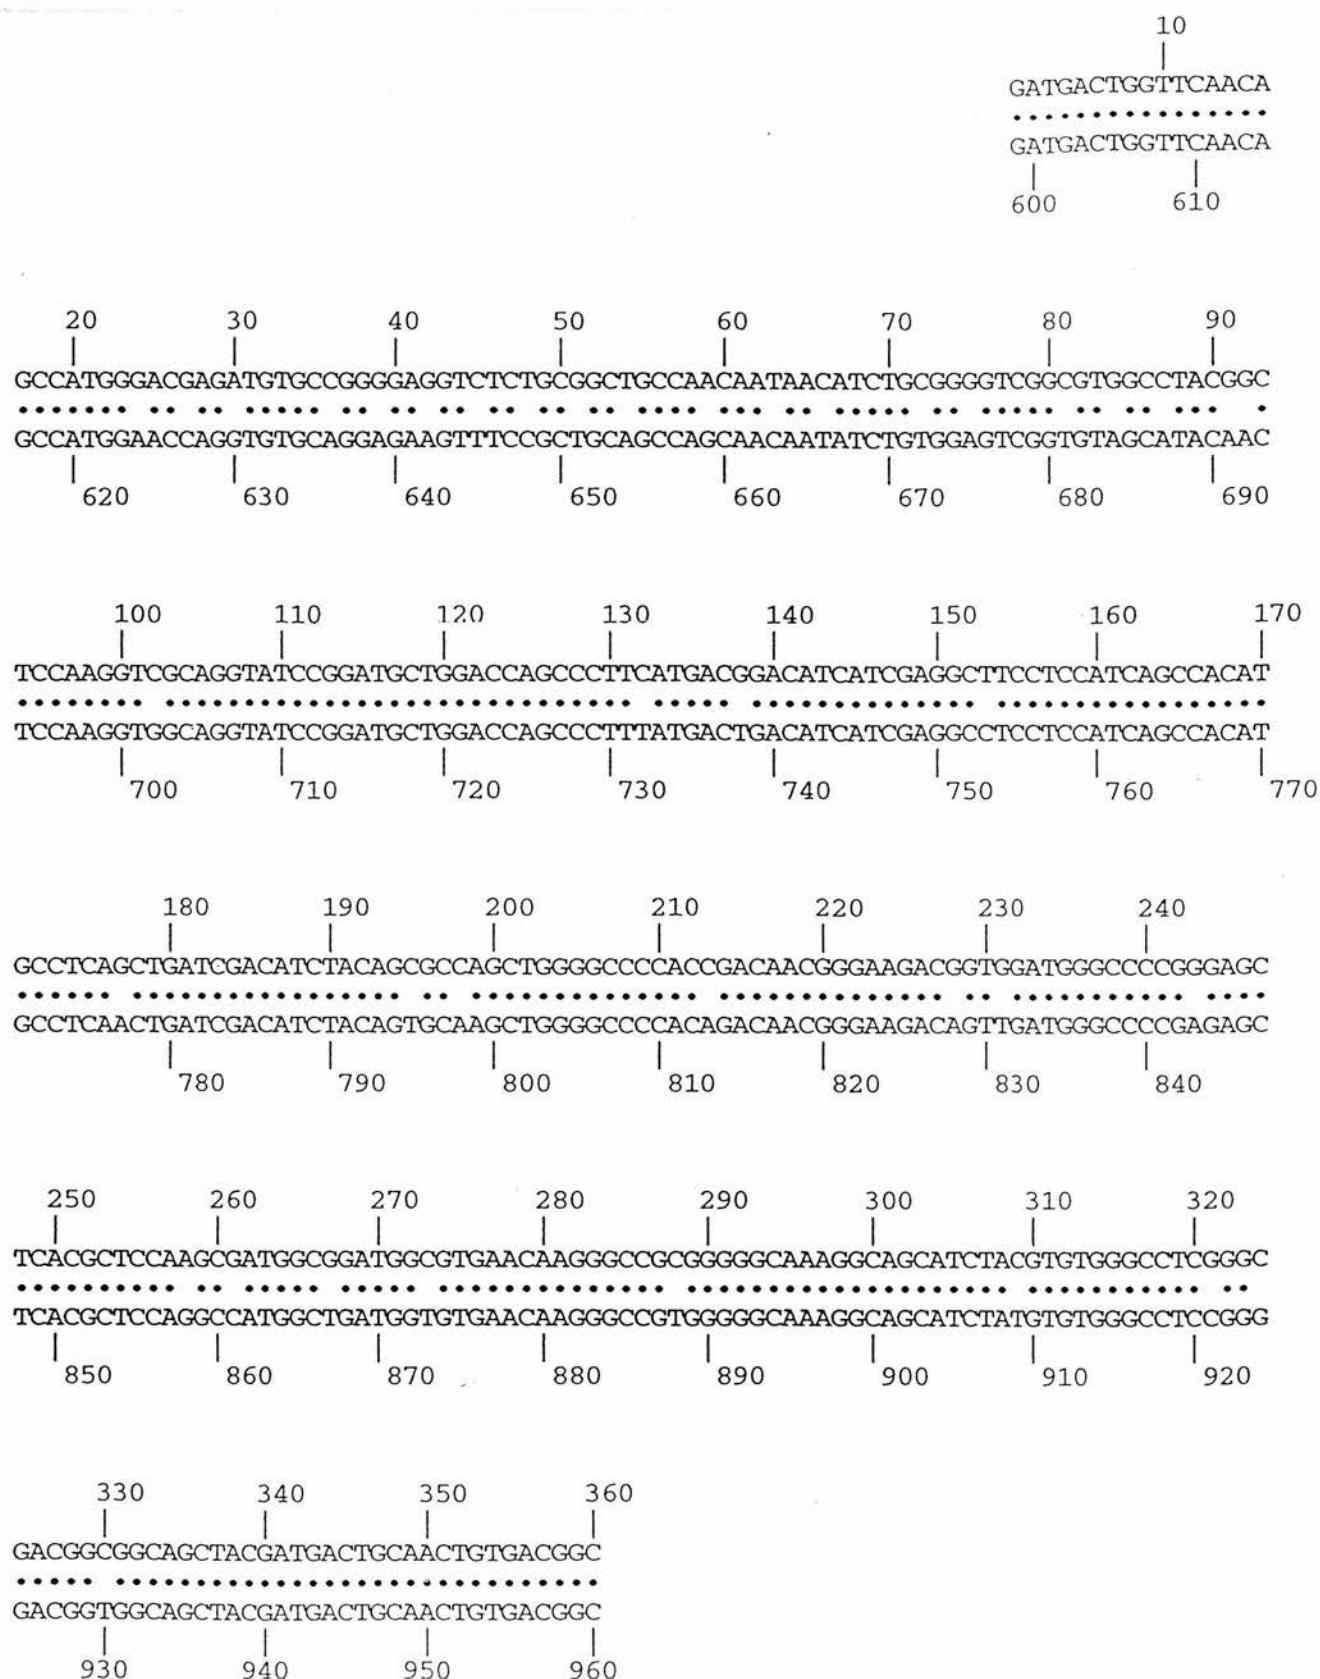 10
GATGACTGGTTCAACA
GATGACTGGTTCAACA
600 610
20 30 40 50 60 70 80 90
GCCATGGGACGAGATGTGCCGGGGAGGTCTCTGCGGCTGCCAACAATAACATCTGCGGGGTCGGCGTGGCCTACGGC
GCCATGGAACCAGGTGTGCAGGAGAAGTTTCCGCTGCAGCCAGCAACAATATCTGTGGAGTCGGTGTAGCATACAAC
620 630 640 650 660 670 680 690
100 110 120 130 140 150 160 170
TCCAAGGTCGCAGGTATCCGGATGCTGGACCAGCCCTTCATGACGGACATCATCGAGGCTTCCTCCATCAGCCACAT
TCCAAGGTGGCAGGTATCCGGATGCTGGACCAGCCCTTTATGACTGACATCATCGAGGCCTCCTCCATCAGCCACAT
700 710 720 730 740 750 760 770
180 190 200 210 220 230 240
GCCTCAGCTGATCGACATCTACAGCGCCAGCTGGGGCCCCACCGACAACGGGAAGACGGTGGATGGGCCCCGGGAGC
GCCTCAACTGATCGACATCTACAGTGCAAGCTGGGGCCCCACAGACAACGGGAAGACAGTTGATGGGCCCCGAGAGC
780 790 800 810 820 830 840
250 260 270 280 290 300 310 320
TCACGCTCCAAGCGATGGCGGATGGCGTGAACAAGGGCCGCGGGGGCAAAGGCAGCATCTACGTGTGGGCCTCGGGC
TCACGCTCCAGGCCATGGCTGATGGTGTGAACAAGGGCCGTGGGGGCAAAGGCAGCATCTATGTGTGGGCCTCCGGG
850 860 870 880 890 900 910 920
330 340 350 360
GACGGCGGCAGCTACGATGACTGCAACTGTGACGGC
GACGGTGGCAGCTACGATGACTGCAACTGTGACGGC
930 940 950 960